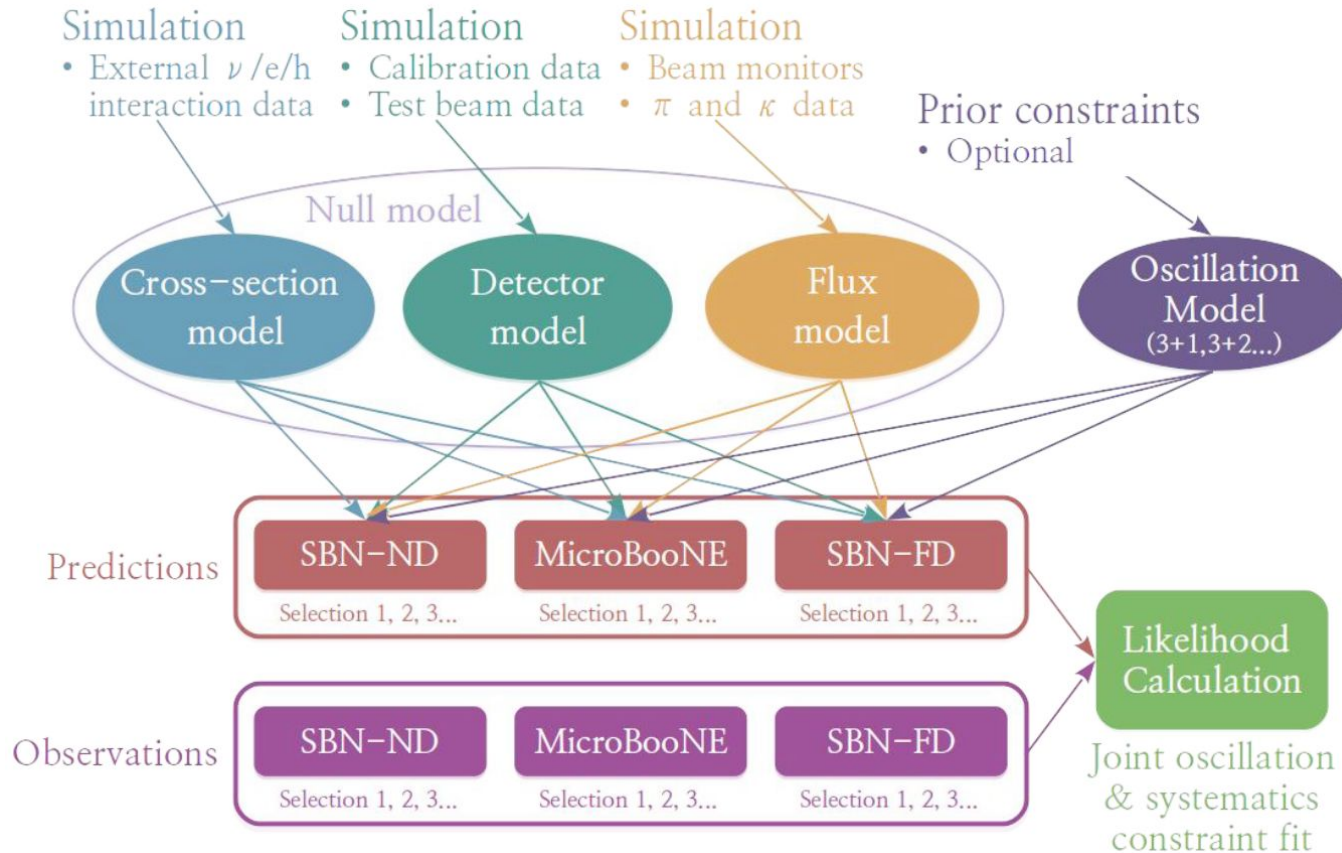 Simulation
• External ν/e/h
interaction data
Simulation
• Calibration data
• Test beam data
Simulation
• Beam monitors
• π and κ data
Prior constraints
• Optional
Null model
Cross-section
model
Detector
model
Flux
model
Oscillation
Model
(3+1,3+2...)
Predictions
SBN-ND
Selection 1, 2, 3...
MicroBooNE
Selection 1, 2, 3...
SBN-FD
Selection 1, 2, 3...
Observations
SBN-ND
Selection 1, 2, 3...
MicroBooNE
Selection 1, 2, 3...
SBN-FD
Selection 1, 2, 3...
Likelihood
Calculation
Joint oscillation
& systematics
constraint fit